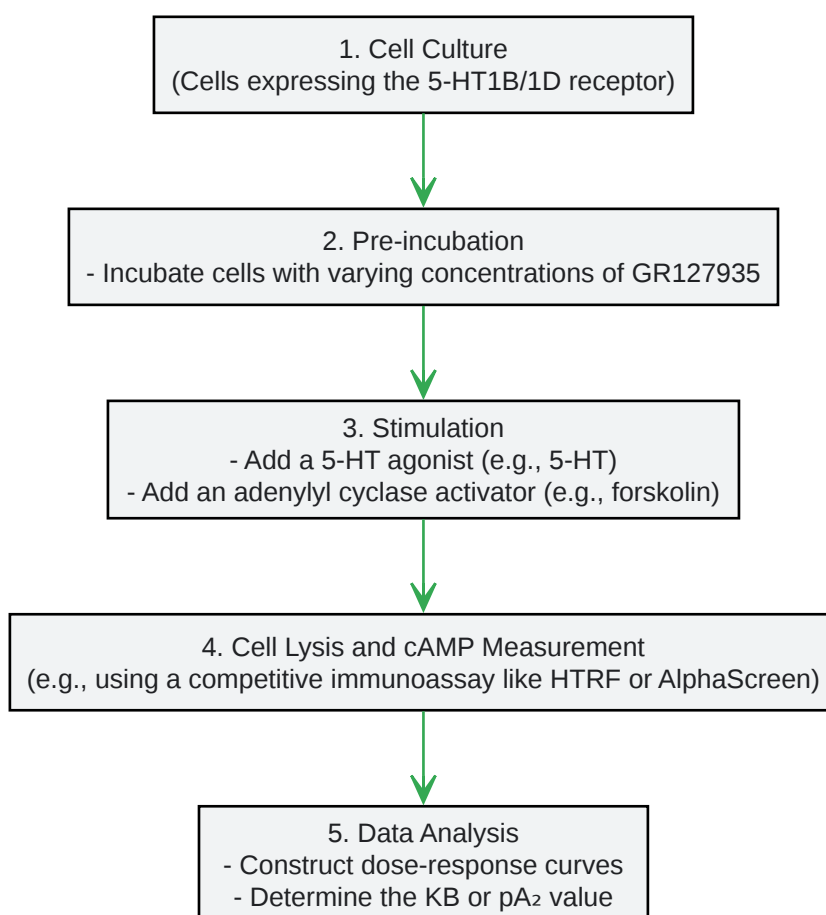 1. Cell Culture
(Cells expressing the 5-HT1B/1D receptor)
2. Pre-incubation
- Incubate cells with varying concentrations of GR127935
3. Stimulation
- Add a 5-HT agonist (e.g., 5-HT)
- Add an adenylyl cyclase activator (e.g., forskolin)
4. Cell Lysis and cAMP Measurement
(e.g., using a competitive immunoassay like HTRF or AlphaScreen)
5. Data Analysis
- Construct dose-response curves
- Determine the KB or pA₂ value